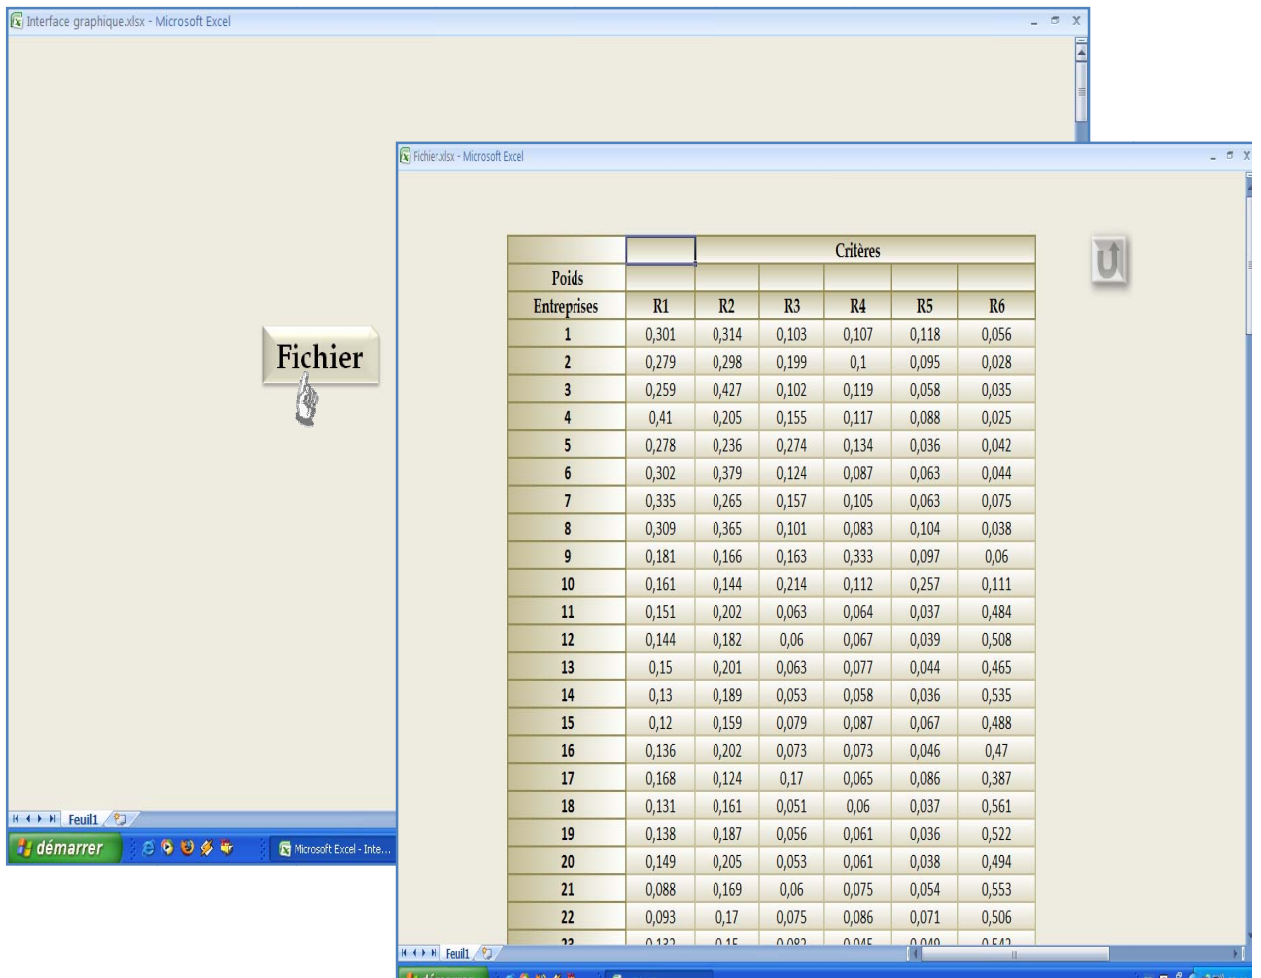 Interface graphique.xlsx - Microsoft Excel
Fichier.xlsx - Microsoft Excel
Critères
Poids
Entreprises R1 R2 R3 R4 R5 R6
1 0,301 0,314 0,103 0,107 0,118 0,056
2 0,279 0,298 0,199 0,1 0,095 0,028
3 0,259 0,427 0,102 0,119 0,058 0,035
Fichier
4 0,41 0,205 0,155 0,117 0,088 0,025
5 0,278 0,236 0,274 0,134 0,036 0,042
6 0,302 0,379 0,124 0,087 0,063 0,044
7 0,335 0,265 0,157 0,105 0,063 0,075
8 0,309 0,365 0,101 0,083 0,104 0,038
9 0,181 0,166 0,163 0,333 0,097 0,06
10 0,161 0,144 0,214 0,112 0,257 0,111
11 0,151 0,202 0,063 0,064 0,037 0,484
12 0,144 0,182 0,06 0,067 0,039 0,508
13 0,15 0,201 0,063 0,077 0,044 0,465
14 0,13 0,189 0,053 0,058 0,036 0,535
15 0,12 0,159 0,079 0,087 0,067 0,488
16 0,136 0,202 0,073 0,073 0,046 0,47
17 0,168 0,124 0,17 0,065 0,086 0,387
18 0,131 0,161 0,051 0,06 0,037 0,561
19 0,138 0,187 0,056 0,061 0,036 0,522
20 0,149 0,205 0,053 0,061 0,038 0,494
21 0,088 0,169 0,06 0,075 0,054 0,553
22 0,093 0,17 0,075 0,086 0,071 0,506
Feuil1
démarrer Microsoft Excel - Inte...
Feuil1